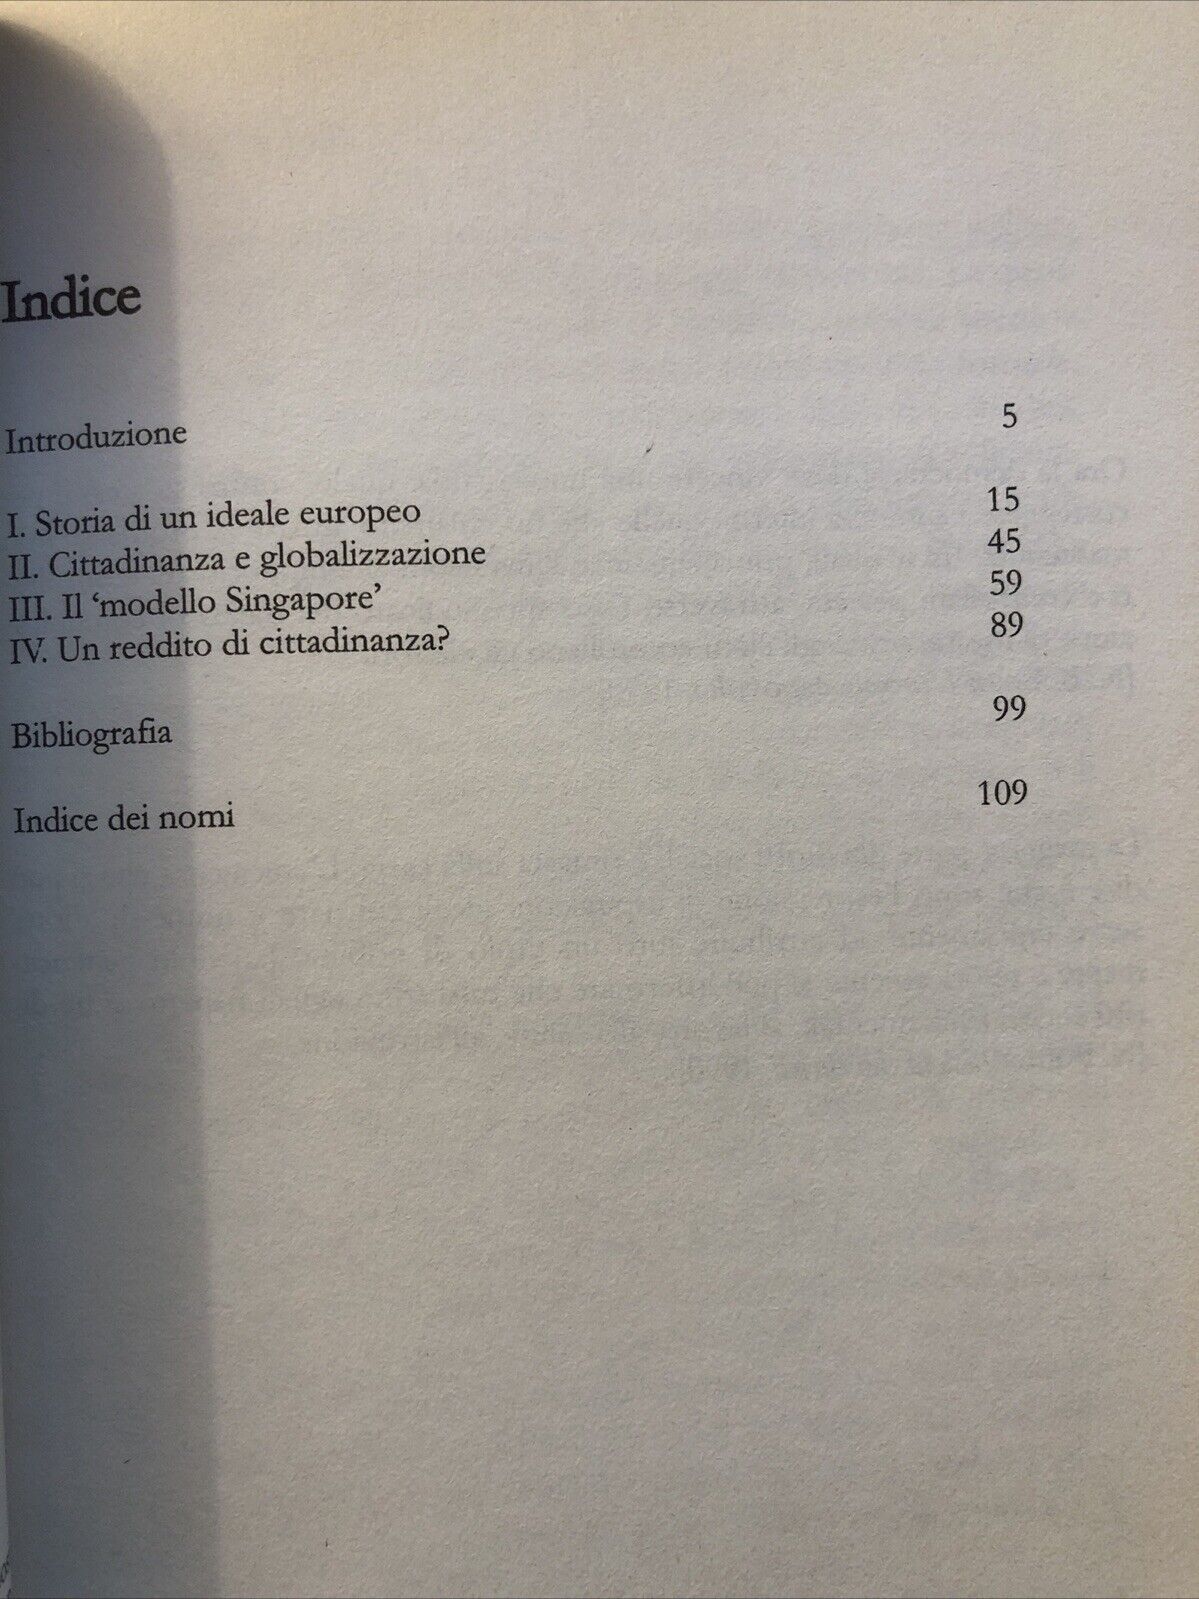 Indice
Introduzione 5
I. Storia di un ideale europeo 15
II. Cittadinanza e globalizzazione 45
III. Il ‘modello Singapore’ 59
IV. Un reddito di cittadinanza? 89
Bibliografia 99
Indice dei nomi 109